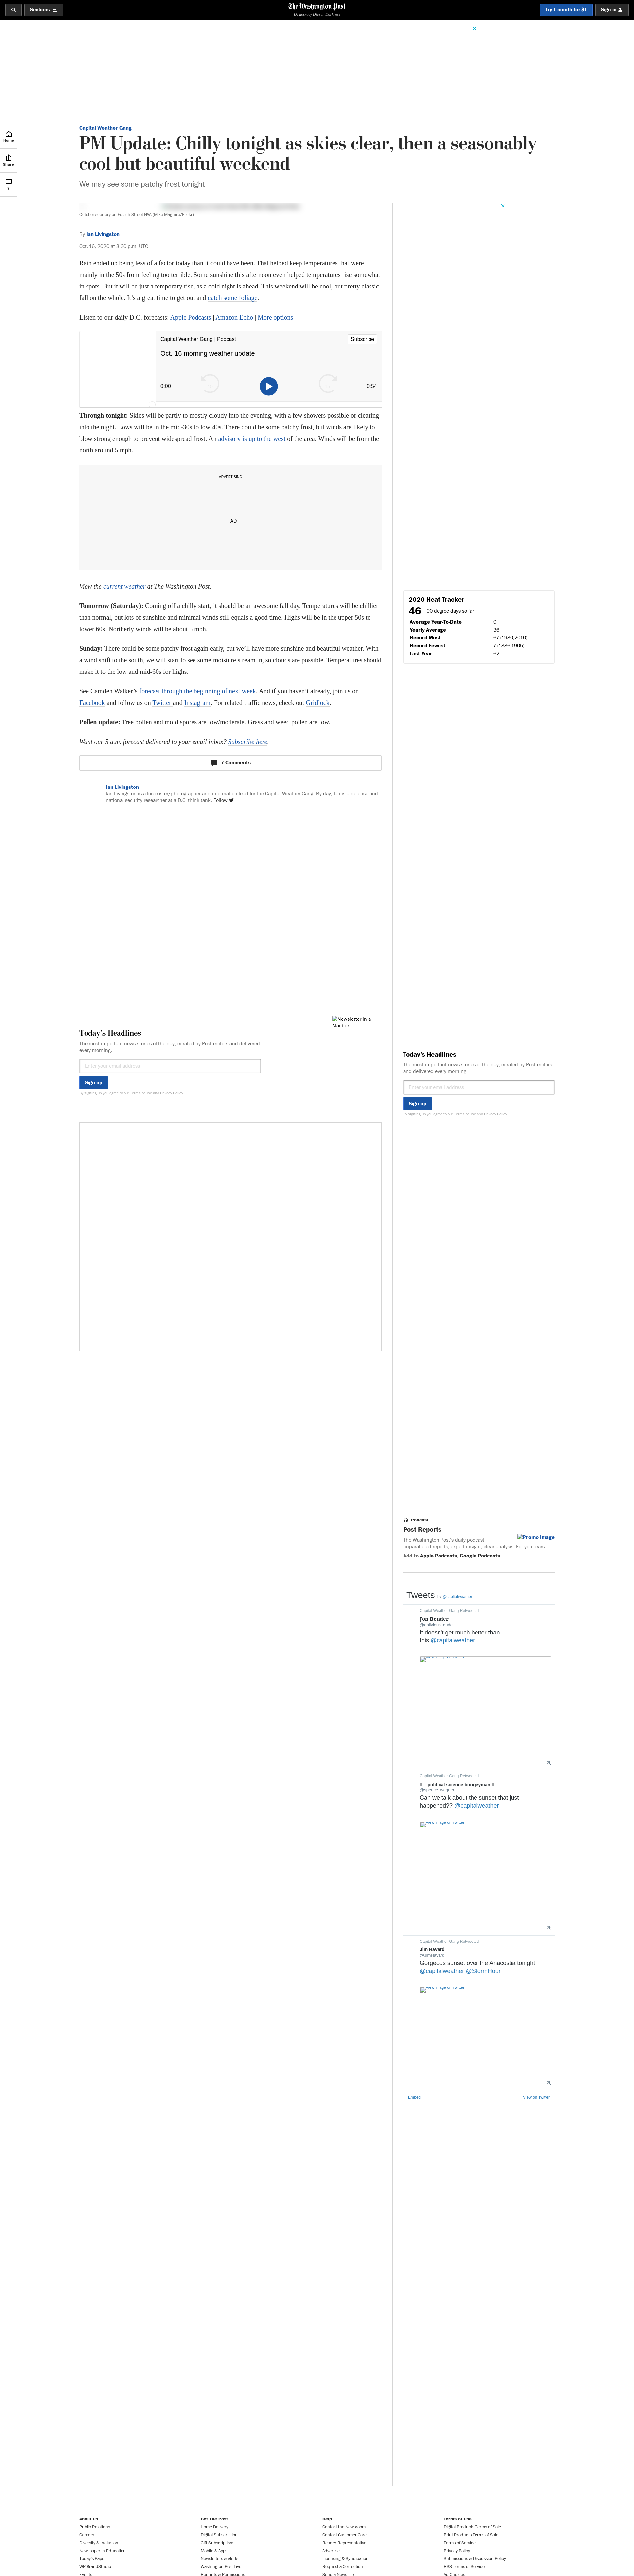 Sections
The Washington Post
Democracy Dies in Darkness
Try 1 month for $1
Sign in
Home
Share
7
Capital Weather Gang
PM Update: Chilly tonight as skies clear, then a seasonably
cool but beautiful weekend
We may see some patchy frost tonight
October scenery on Fourth Street NW. (Mike Maguire/Flickr)
By Ian Livingston
Oct. 16, 2020 at 8:30 p.m. UTC
Rain ended up being less of a factor today than it could have been. That helped keep temperatures that were
mainly in the 50s from feeling too terrible. Some sunshine this afternoon even helped temperatures rise somewhat
in spots. But it will be just a temporary rise, as a cold night is ahead. This weekend will be cool, but pretty classic
fall on the whole. It's a great time to get out and catch some foliage.
Listen to our daily D.C. forecasts: Apple Podcasts | Amazon Echo | More options
Capital Weather Gang | Podcast
Subscribe
Oct. 16 morning weather update
0:00
0:54
Through tonight: Skies will be partly to mostly cloudy into the evening, with a few showers possible or clearing
into the night. Lows will be in the mid-30s to low 40s. There could be some patchy frost, but winds are likely to
blow strong enough to prevent widespread frost. An advisory is up to the west of the area. Winds will be from the
north around 5 mph.
ADVERTISING
AD
View the current weather at The Washington Post.
Tomorrow (Saturday): Coming off a chilly start, it should be an awesome fall day. Temperatures will be chillier
than normal, but lots of sunshine and minimal winds still equals a good time. Highs will be in the upper 50s to
lower 60s. Northerly winds will be about 5 mph.
Sunday: There could be some patchy frost again early, but we'll have more sunshine and beautiful weather. With
a wind shift to the south, we will start to see some moisture stream in, so clouds are possible. Temperatures should
make it to the low and mid-60s for highs.
See Camden Walker's forecast through the beginning of next week. And if you haven't already, join us on
Facebook and follow us on Twitter and Instagram. For related traffic news, check out Gridlock.
Pollen update: Tree pollen and mold spores are low/moderate. Grass and weed pollen are low.
Want our 5 a.m. forecast delivered to your email inbox? Subscribe here.
7 Comments
Ian Livingston
Ian Livingston is a forecaster/photographer and information lead for the Capital Weather Gang. By day, Ian is a defense and
national security researcher at a D.C. think tank. Follow
Newsletter in a
Mailbox
Today's Headlines
The most important news stories of the day, curated by Post editors and delivered
every morning.
Enter your email address
Sign up
By signing up you agree to our Terms of Use and Privacy Policy
2020 Heat Tracker
46 90-degree days so far
Average Year-To-Date 0
Yearly Average 36
Record Most 67 (1980,2010)
Record Fewest 7 (1886,1905)
Last Year 62
Today's Headlines
The most important news stories of the day, curated by Post editors
and delivered every morning.
Enter your email address
Sign up
By signing up you agree to our Terms of Use and Privacy Policy
Podcast
Post Reports
Promo Image
The Washington Post's daily podcast:
unparalleled reports, expert insight, clear analysis. For your ears.
Add to Apple Podcasts, Google Podcasts
Tweets by @capitalweather
Capital Weather Gang Retweeted
Jon Bender
@oblivious_dude
It doesn't get much better than
this.@capitalweather
View image on Twitter
2h
Capital Weather Gang Retweeted
political science boogeyman
@spence_wagner
Can we talk about the sunset that just
happened?? @capitalweather
View image on Twitter
Capital Weather Gang Retweeted
Jim Havard
@JimHavard
Gorgeous sunset over the Anacostia tonight
@capitalweather @StormHour
View image on Twitter
Embed
View on Twitter
About Us
Public Relations
Careers
Diversity & Inclusion
Newspaper in Education
Today's Paper
WP BrandStudio
Events
Get The Post
Home Delivery
Digital Subscription
Gift Subscriptions
Mobile & Apps
Newsletters & Alerts
Washington Post Live
Reprints & Permissions
Help
Contact the Newsroom
Contact Customer Care
Reader Representative
Advertise
Licensing & Syndication
Request a Correction
Send a News Tip
Terms of Use
Digital Products Terms of Sale
Print Products Terms of Sale
Terms of Service
Privacy Policy
Submissions & Discussion Policy
RSS Terms of Service
Ad Choices